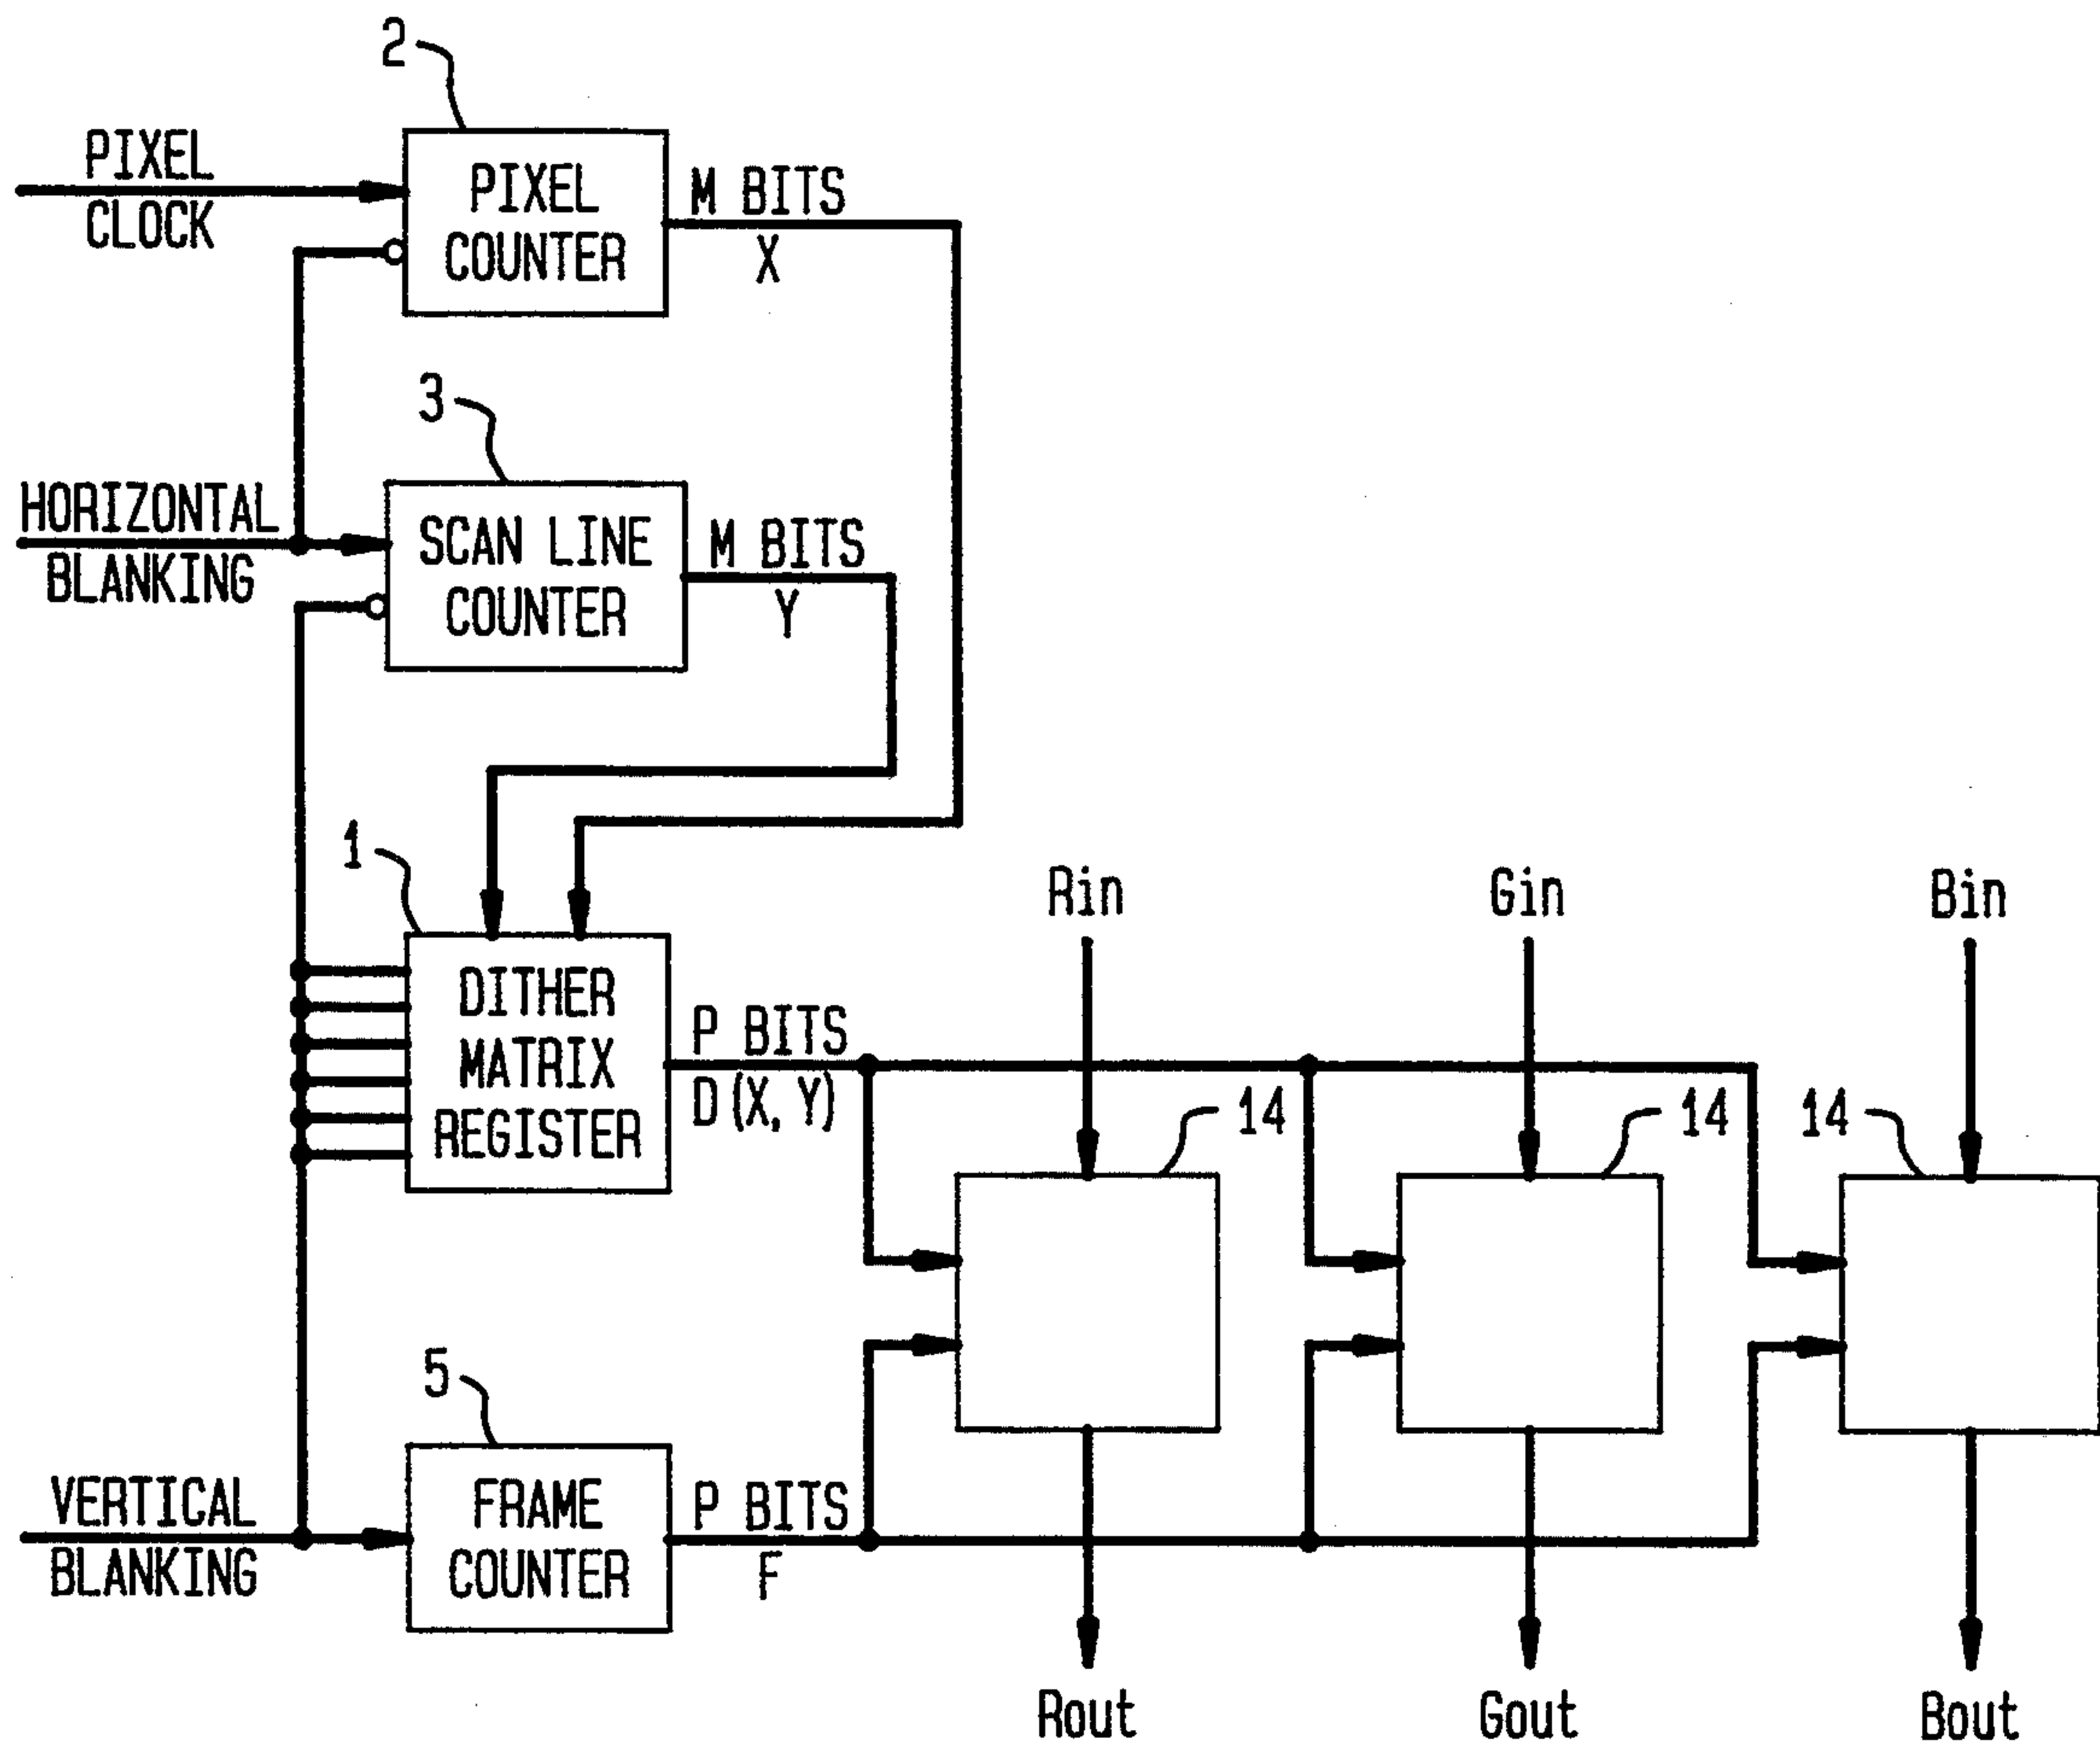 2
PIXEL
CLOCK
PIXEL
COUNTER
M BITS
X
3
HORIZONTAL
BLANKING
SCAN LINE
COUNTER
M BITS
Y
1
DITHER
MATRIX
REGISTER
P BITS
D(X, Y)
Rin
Gin
Bin
14
14
14
5
VERTICAL
BLANKING
FRAME
COUNTER
P BITS
F
Rout
Gout
Bout